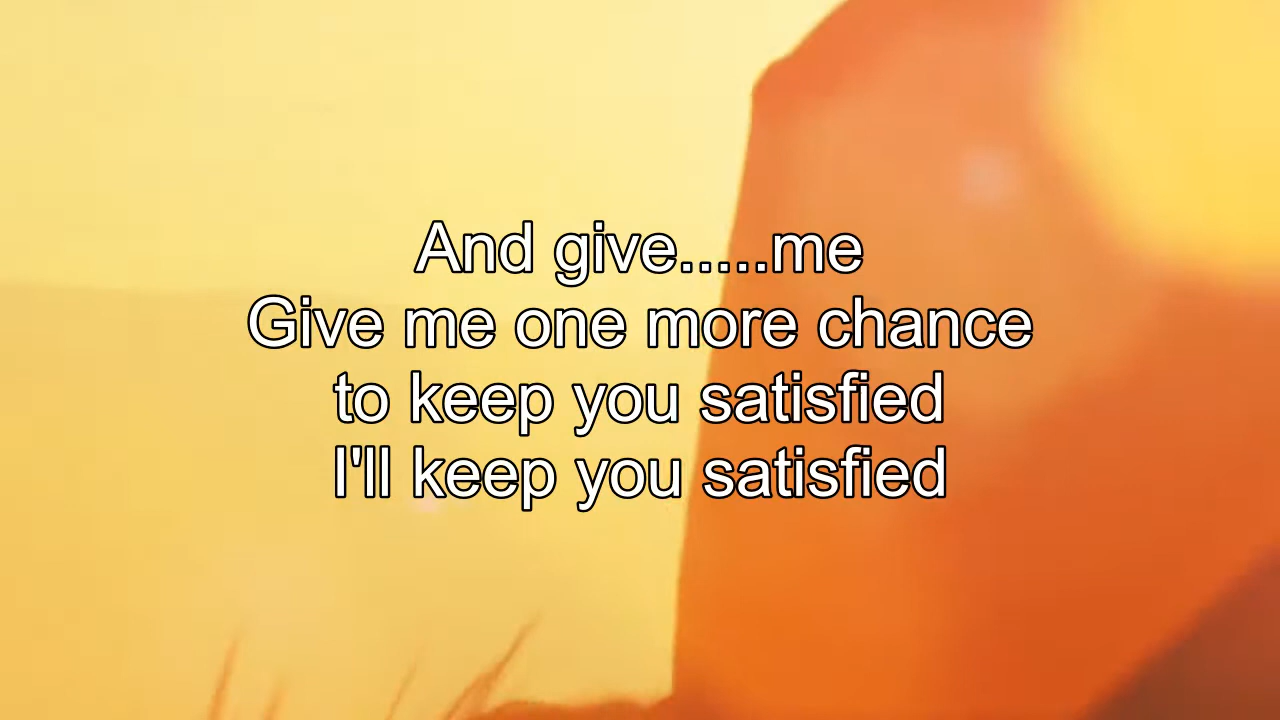 And give.....me
Give me one more chance
to keep you satisfied
I'll keep you satisfied